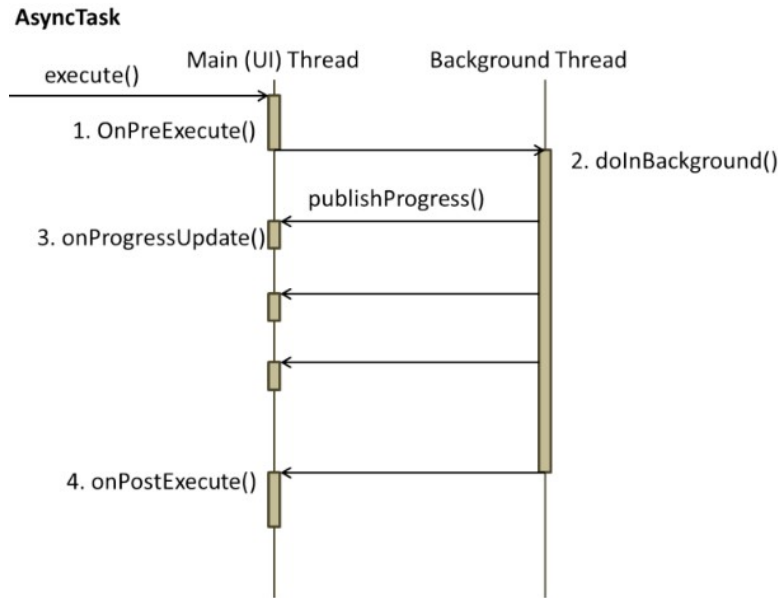 AsyncTask
Main (UI) Thread
Background Thread
execute()
1. OnPreExecute()
2. doInBackground()
publishProgress()
3. onProgressUpdate()
4. onPostExecute()